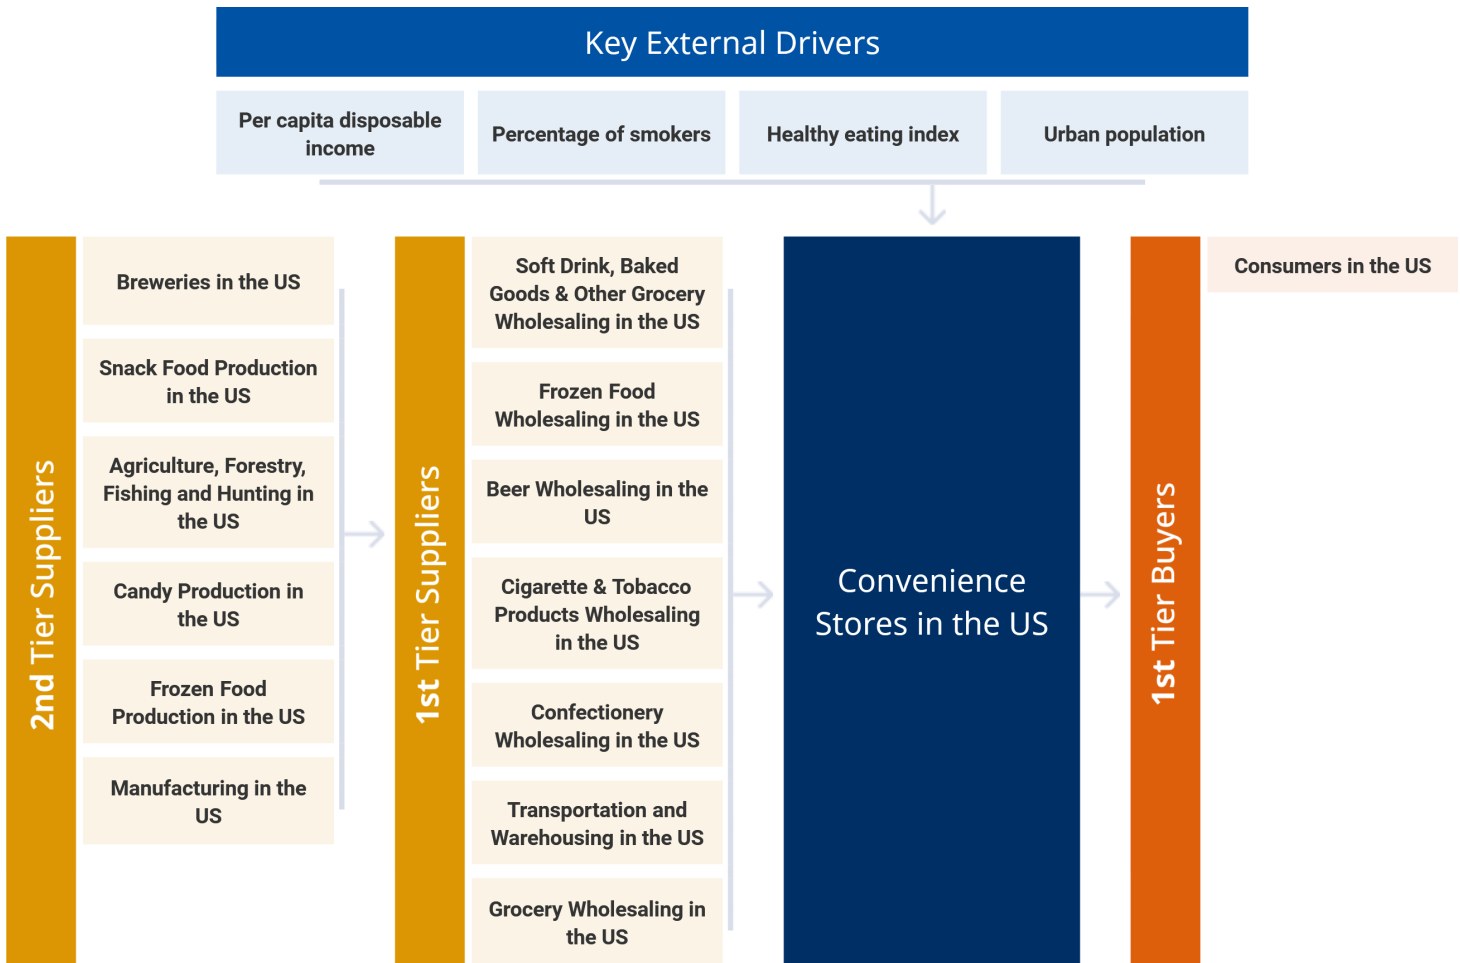 Key External Drivers
Per capita disposable
income
Percentage of smokers
Healthy eating index
Urban population
2nd Tier Suppliers
Breweries in the US
Snack Food Production
in the US
Agriculture, Forestry,
Fishing and Hunting in
the US
Candy Production in
the US
Frozen Food
Production in the US
Manufacturing in the
US
1st Tier Suppliers
Soft Drink, Baked
Goods & Other Grocery
Wholesaling in the US
Frozen Food
Wholesaling in the US
Beer Wholesaling in the
US
Cigarette & Tobacco
Products Wholesaling
in the US
Confectionery
Wholesaling in the US
Transportation and
Warehousing in the US
Grocery Wholesaling in
the US
Convenience
Stores in the US
1st Tier Buyers
Consumers in the US